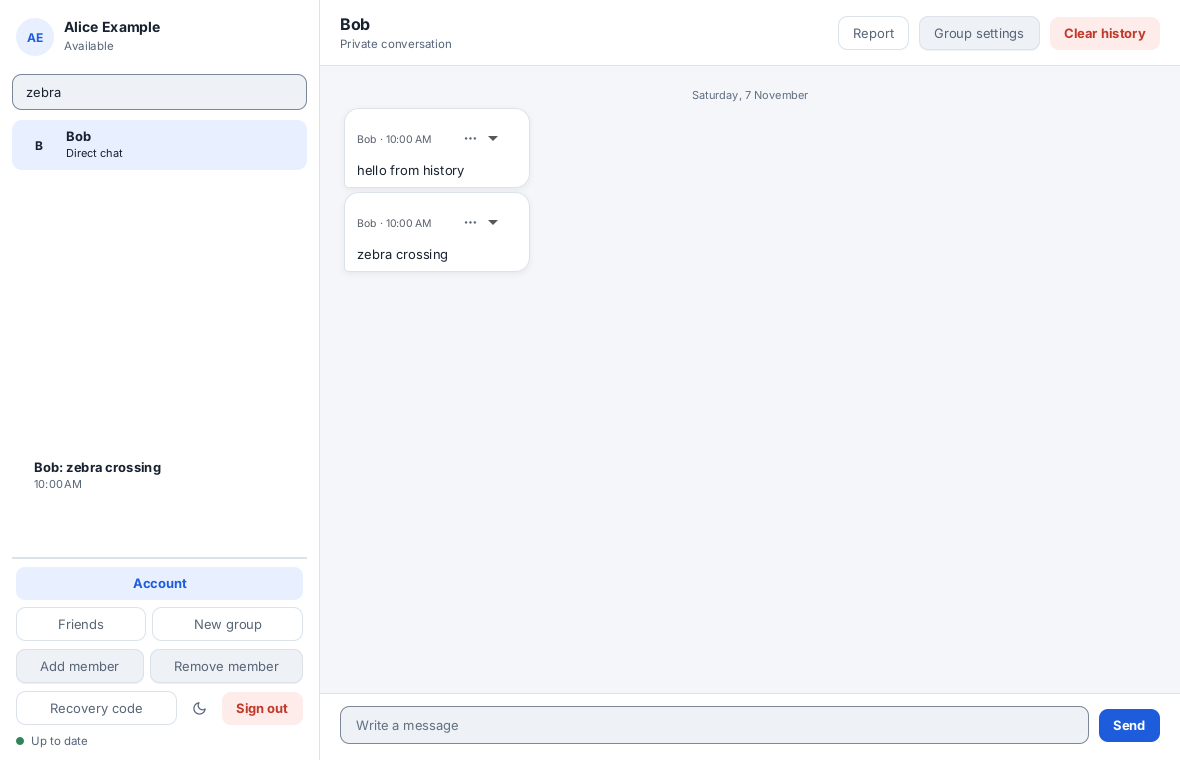 AE
Alice Example
Available
zebra
B
Bob
Direct chat
Bob: zebra crossing
10:00 AM
Account
Friends
New group
Add member
Remove member
Recovery code
Sign out
Up to date
Bob
Private conversation
Report
Group settings
Clear history
Saturday, 7 November
Bob · 10:00 AM
hello from history
Bob · 10:00 AM
zebra crossing
Write a message
Send